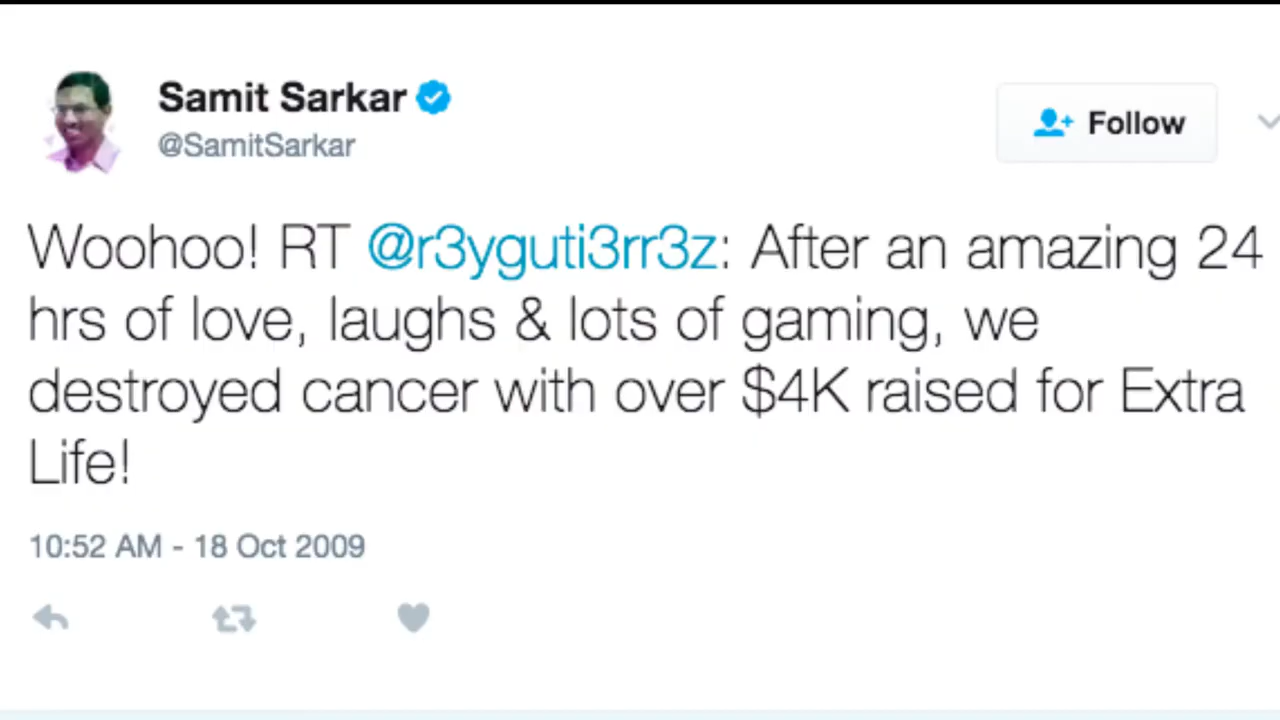 Samit Sarkar
@SamitSarkar
Follow
Woohoo! RT @r3yguti3rr3z: After an amazing 24
hrs of love, laughs & lots of gaming, we
destroyed cancer with over $4K raised for Extra
Life!
10:52 AM - 18 Oct 2009